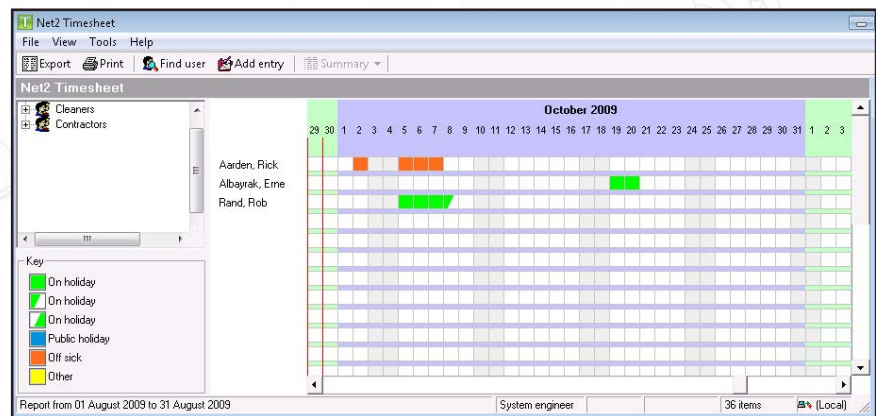 Net2 Timesheet
File View Tools Help
Export Print Find user Add entry Summary
Net2 Timesheet
Cleaners
Contractors
October 2009
29 30 1 2 3 4 5 6 7 8 9 10 11 12 13 14 15 16 17 18 19 20 21 22 23 24 25 26 27 28 29 30 31 1 2 3
Aarden, Rick
Albayrak, Erne
Rand, Rob
Key
On holiday
On holiday
On holiday
Public holiday
Off sick
Other
Report from 01 August 2009 to 31 August 2009 System engineer 36 items (Local)